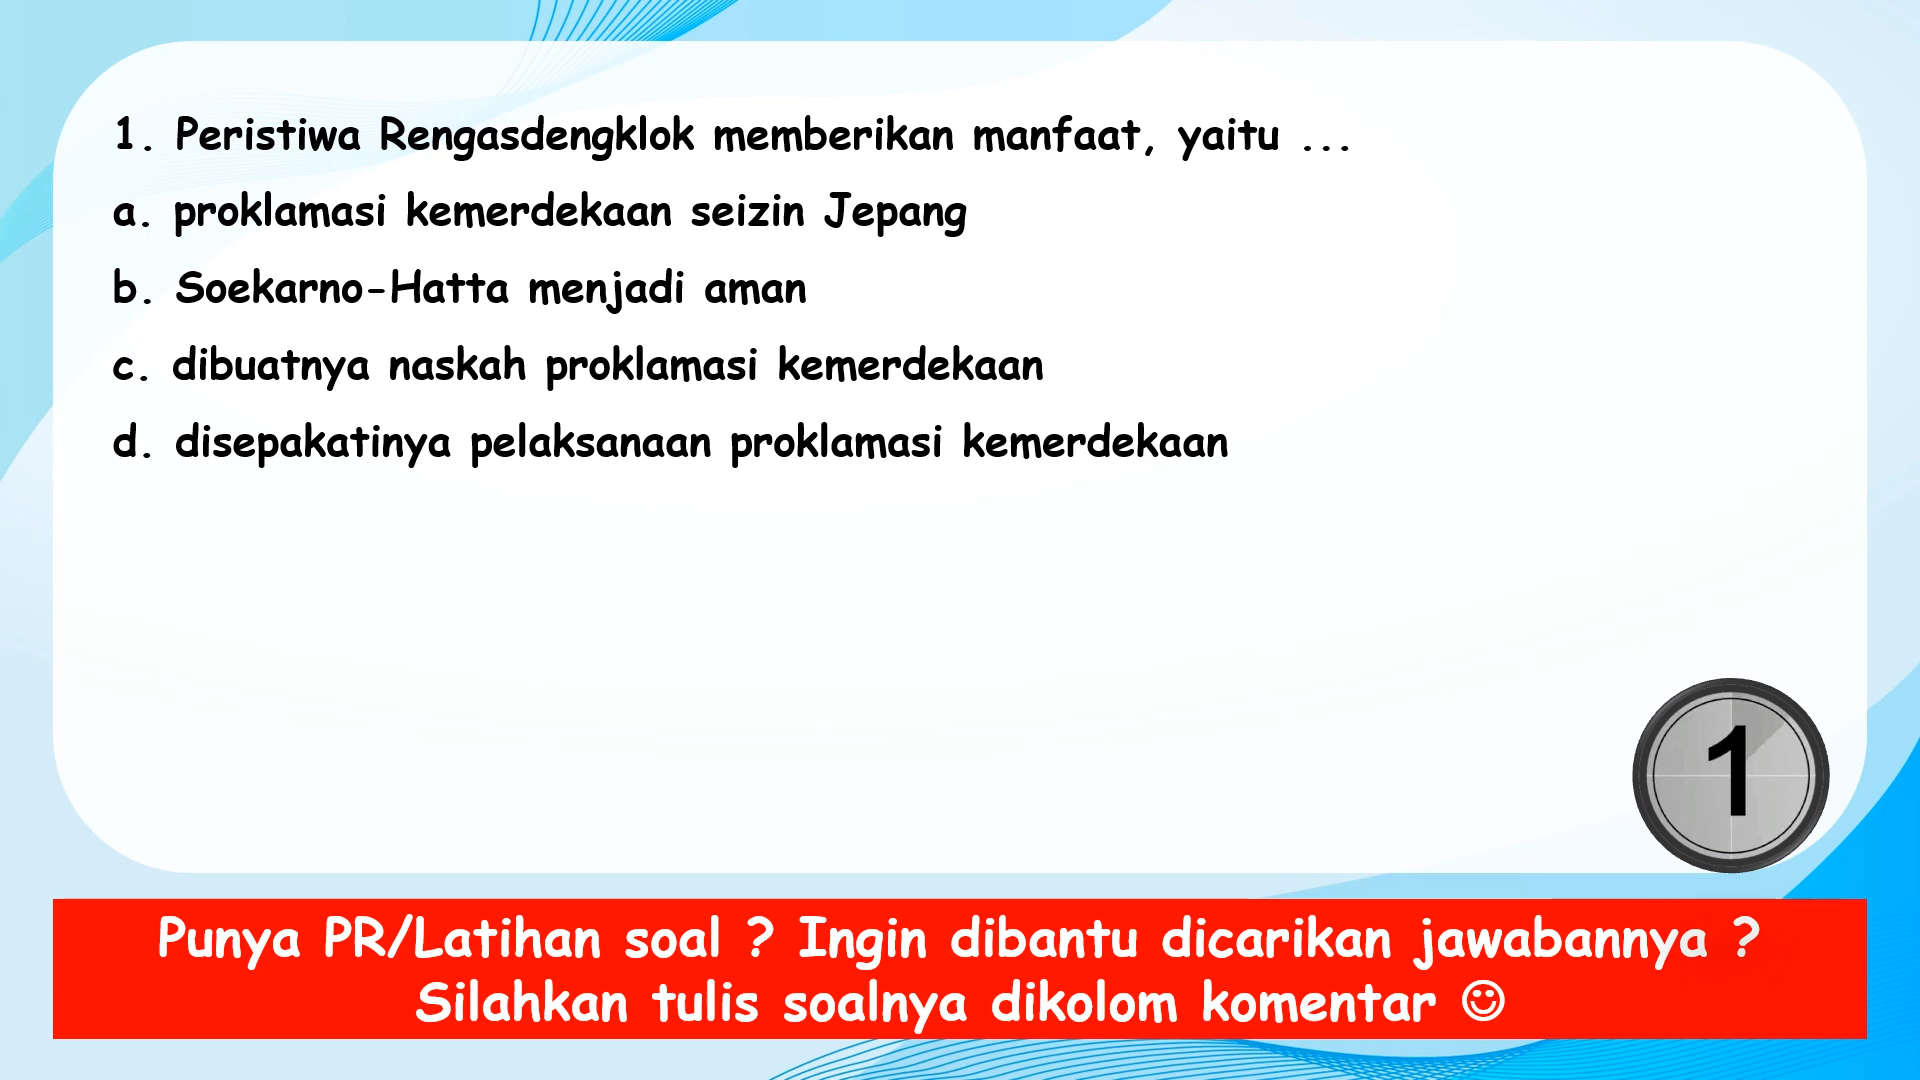 1. Peristiwa Rengasdengklok memberikan manfaat, yaitu ...
a. proklamasi kemerdekaan seizin Jepang
b. Soekarno-Hatta menjadi aman
c. dibuatnya naskah proklamasi kemerdekaan
d. disepakatinya pelaksanaan proklamasi kemerdekaan
1
Punya PR/Latihan soal ? Ingin dibantu dicarikan jawabannya ?
Silahkan tulis soalnya dikolom komentar ☺